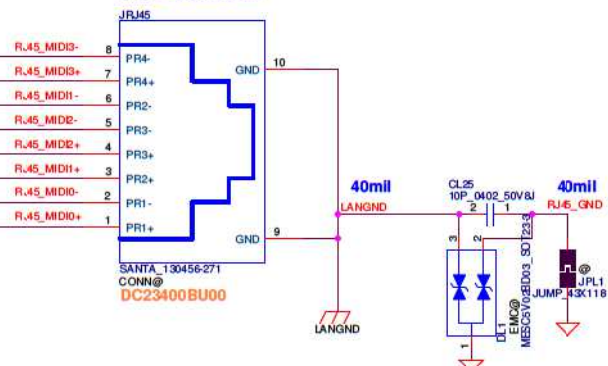 JRJ45
RJ45_MIDI3- 8 PR4-
RJ45_MIDI3+ 7 PR4+
RJ45_MIDI1- 6 PR2-
RJ45_MIDI2- 5 PR3-
RJ45_MIDI2+ 4 PR3+
RJ45_MIDI1+ 3 PR2+
RJ45_MIDI0- 2 PR1-
RJ45_MIDI0+ 1 PR1+
GND 10
GND 9
SANTA_130456-271
CONN@
DC23400BU00
40mil
LANGND
LANGND
CL25
10P_0402_50V8J
2 1
40mil
RJ45_GND
3 2
1
DL1
EMC@
MESC5V02BD03_SOT23-3
@
JPL1
JUMP_43X118